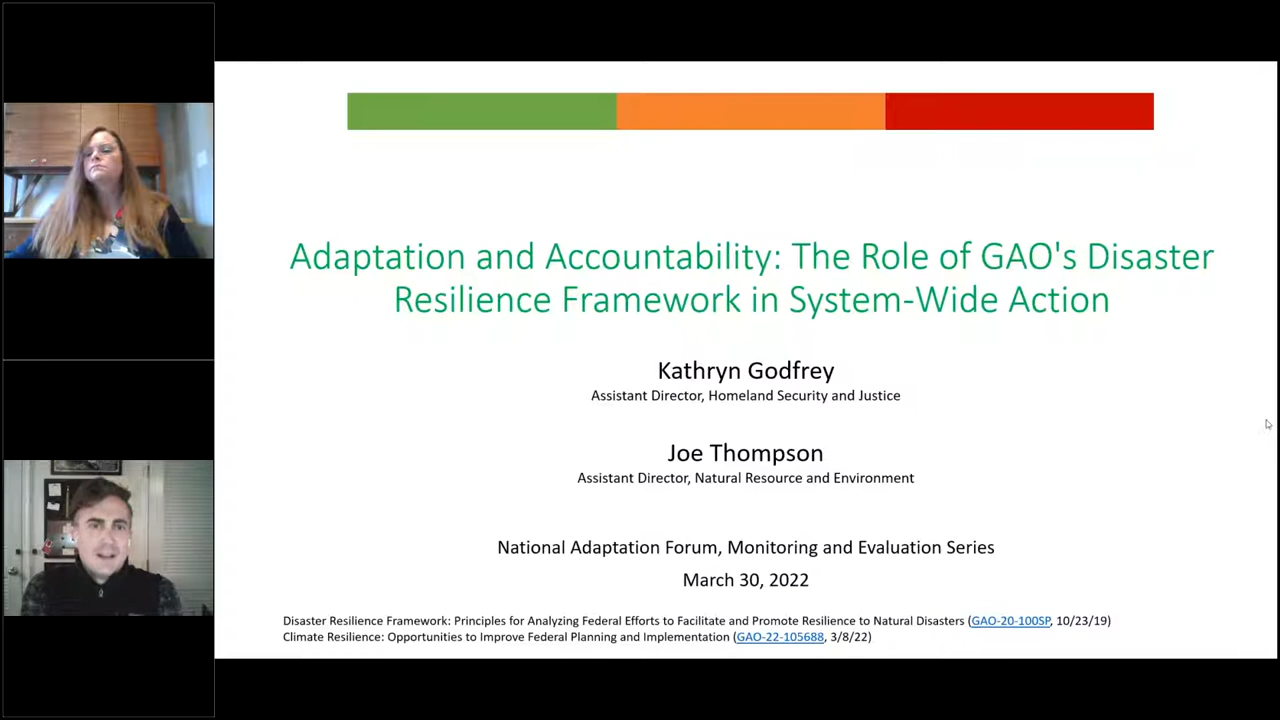 Adaptation and Accountability: The Role of GAO's Disaster
Resilience Framework in System-Wide Action
Kathryn Godfrey
Assistant Director, Homeland Security and Justice
Joe Thompson
Assistant Director, Natural Resource and Environment
National Adaptation Forum, Monitoring and Evaluation Series
March 30, 2022
Disaster Resilience Framework: Principles for Analyzing Federal Efforts to Facilitate and Promote Resilience to Natural Disasters (GAO-20-100SP, 10/23/19)
Climate Resilience: Opportunities to Improve Federal Planning and Implementation (GAO-22-105688, 3/8/22)